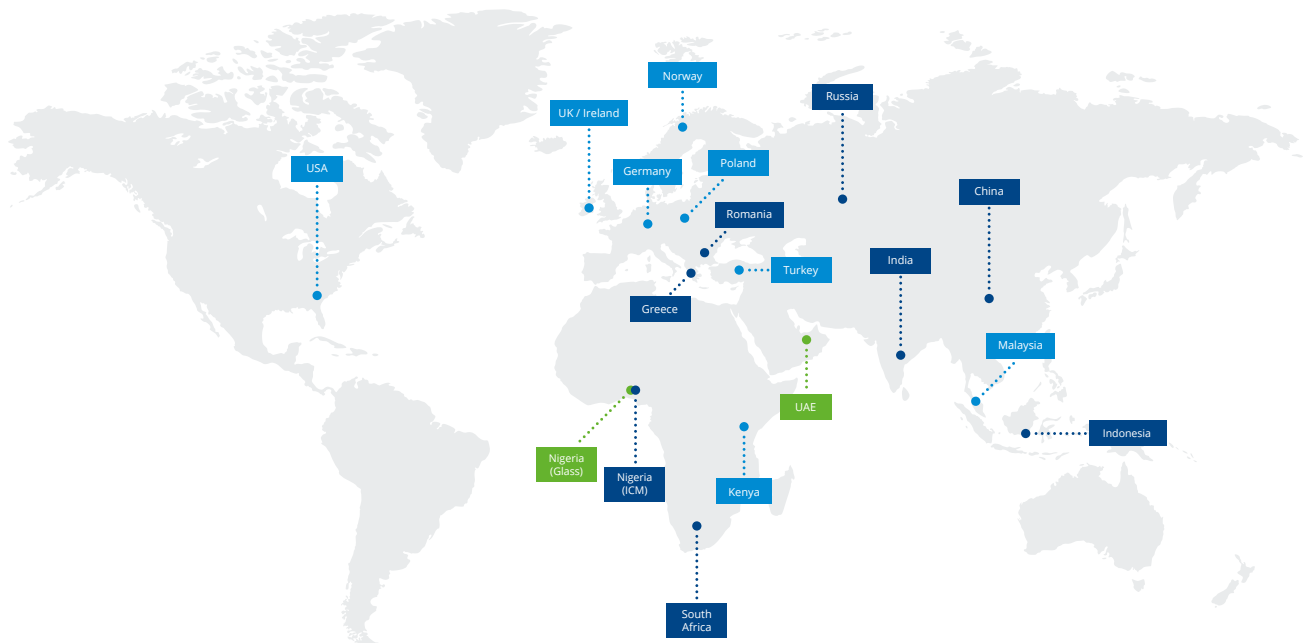 Norway
Russia
UK / Ireland
USA
Germany
Poland
China
Romania
India
Turkey
Greece
Malaysia
UAE
Indonesia
Nigeria
(Glass)
Nigeria
(ICM)
Kenya
South
Africa